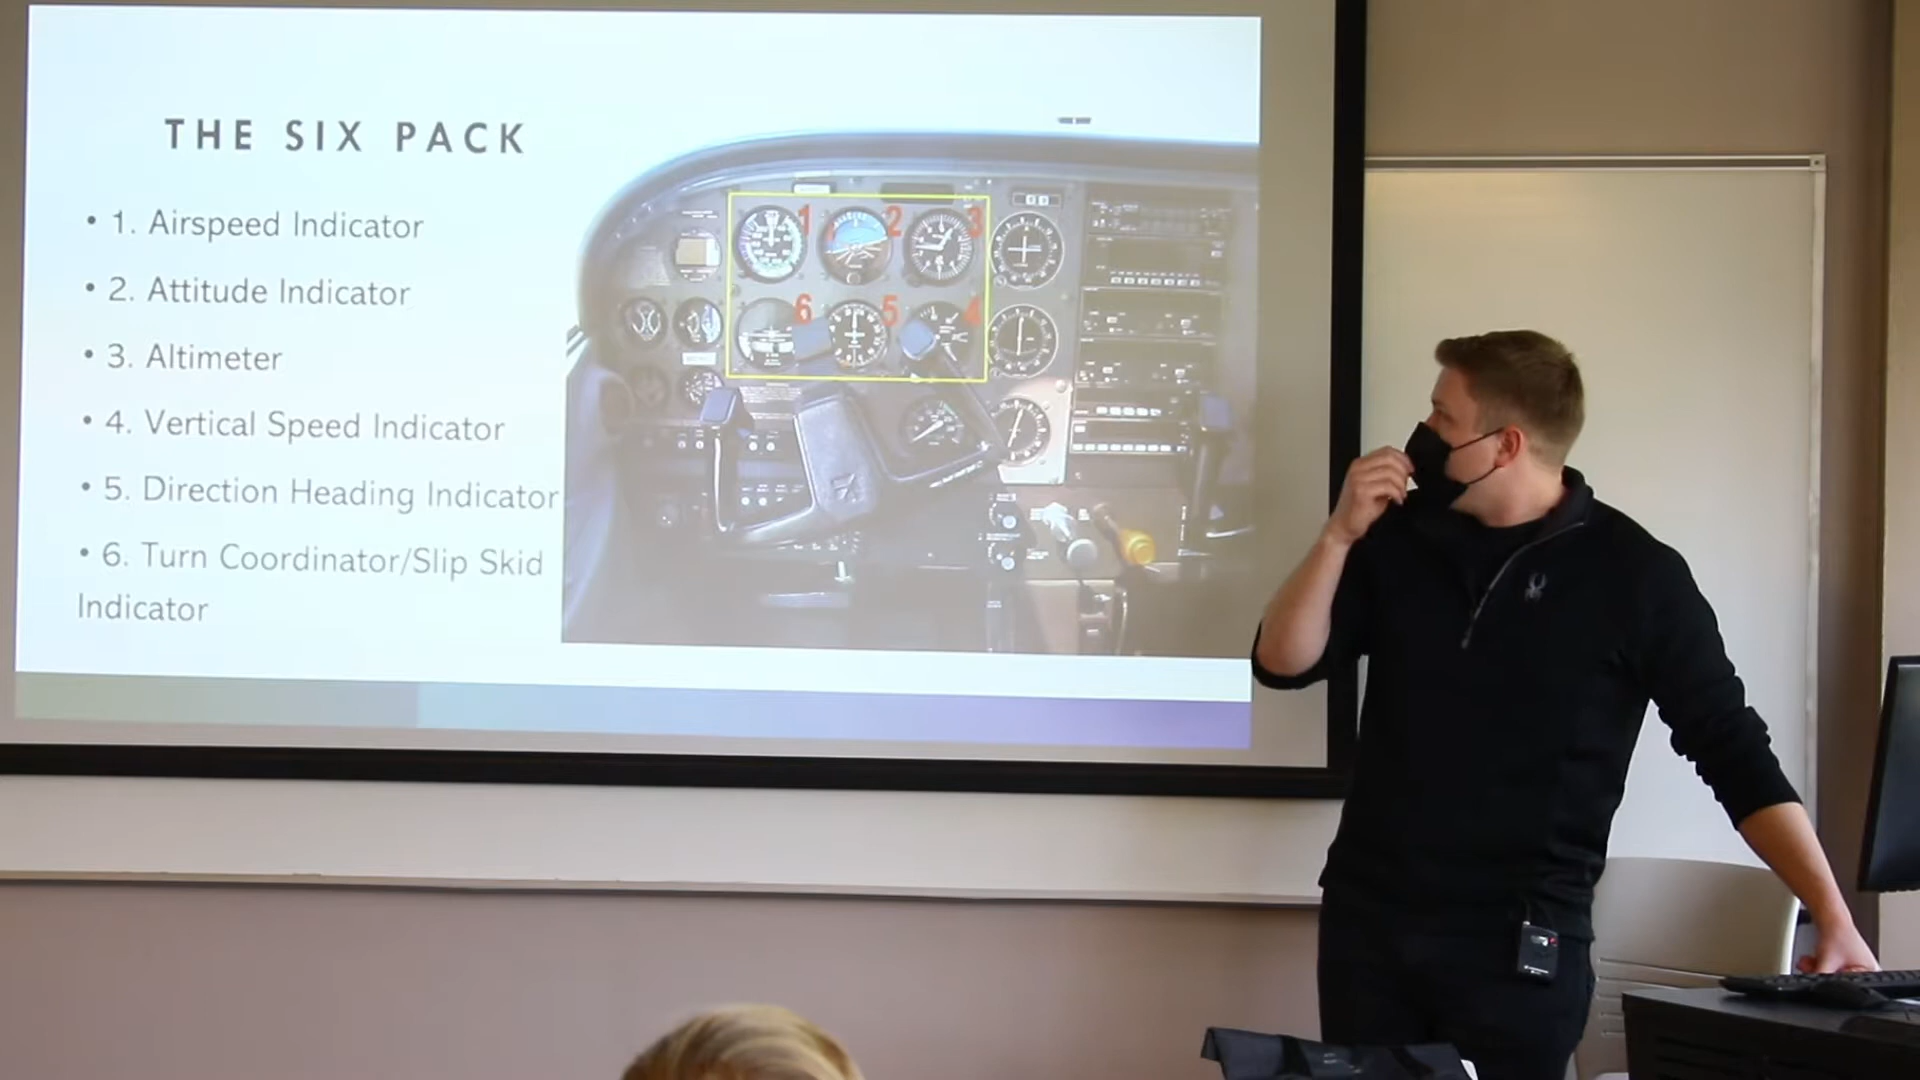 THE SIX PACK
• 1. Airspeed Indicator
• 2. Attitude Indicator
• 3. Altimeter
• 4. Vertical Speed Indicator
• 5. Direction Heading Indicator
• 6. Turn Coordinator/Slip Skid
Indicator
1 2 3
6 5 4